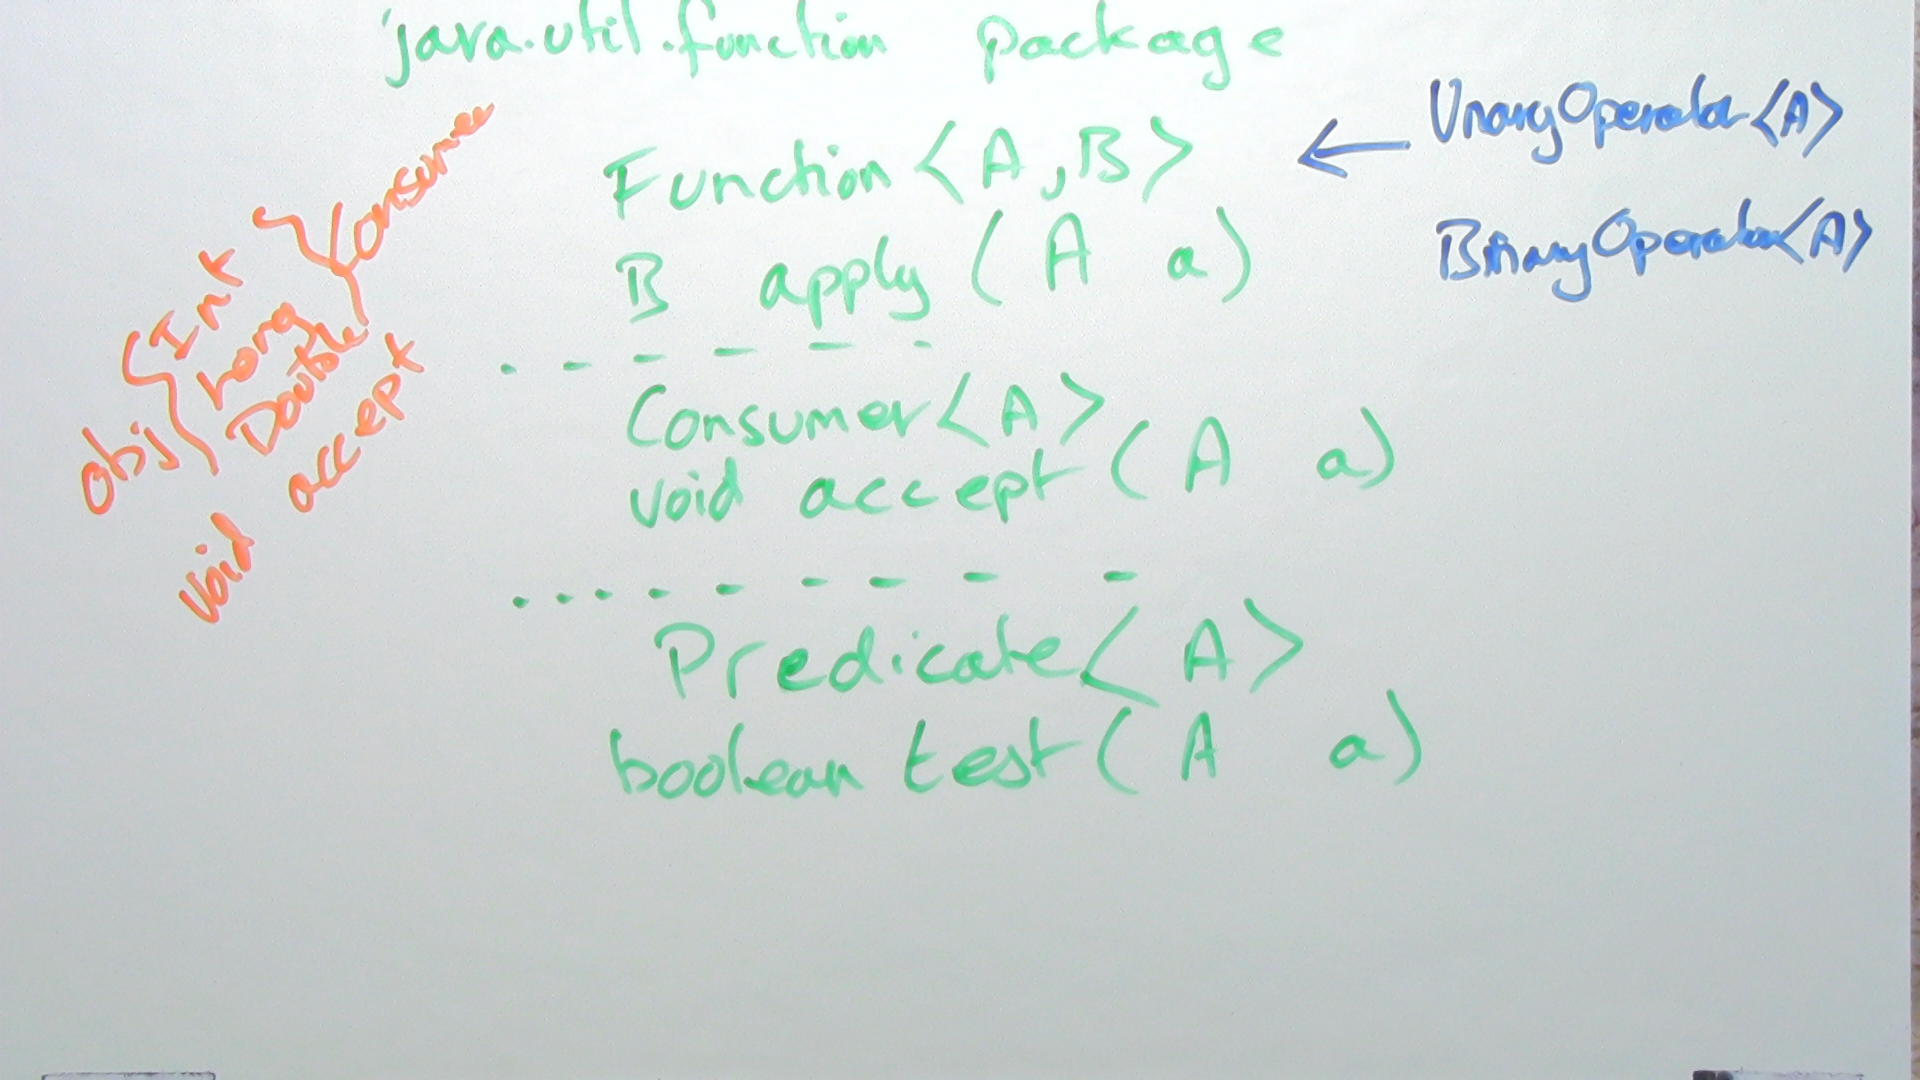 java.util.function package
Function<A,B>
B apply (A a)
Consumer<A>
void accept (A a)
Predicate<A>
boolean test (A a)
UnaryOperator<A>
BinaryOperator<A>
Obj { Int Long Double } Consumer
void accept